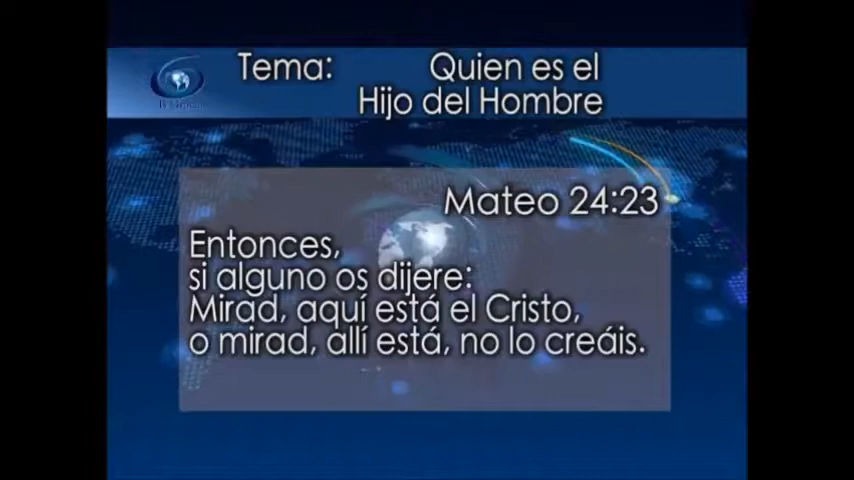 Tema: Quien es el
Hijo del Hombre
Mateo 24:23
Entonces,
si alguno os dijere:
Mirad, aquí está el Cristo,
o mirad, allí está, no lo creáis.